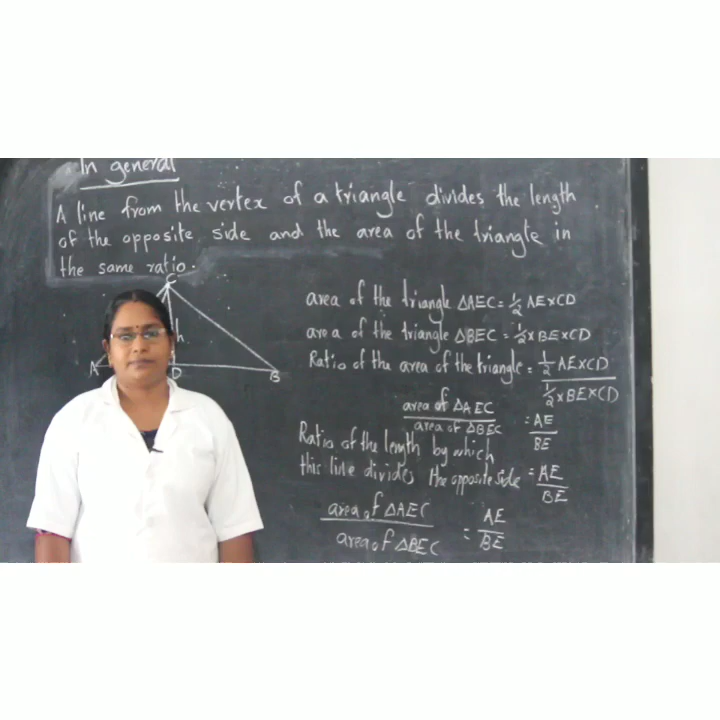 In general
A line from the vertex of a triangle divides the length
of the opposite side and the area of the triangle in
the same ratio.
C
h
A D B
area of the triangle ΔAEC = 1/2 AE×CD
area of the triangle ΔBEC = 1/2 × BE×CD
Ratio of the area of the triangle = 1/2 AE×CD / 1/2 × BE×CD
area of ΔAEC / area of ΔBEC = AE / BE
Ratio of the length by which
this line divides the opposite side = AE / BE
area of ΔAEC / area of ΔBEC = AE / BE